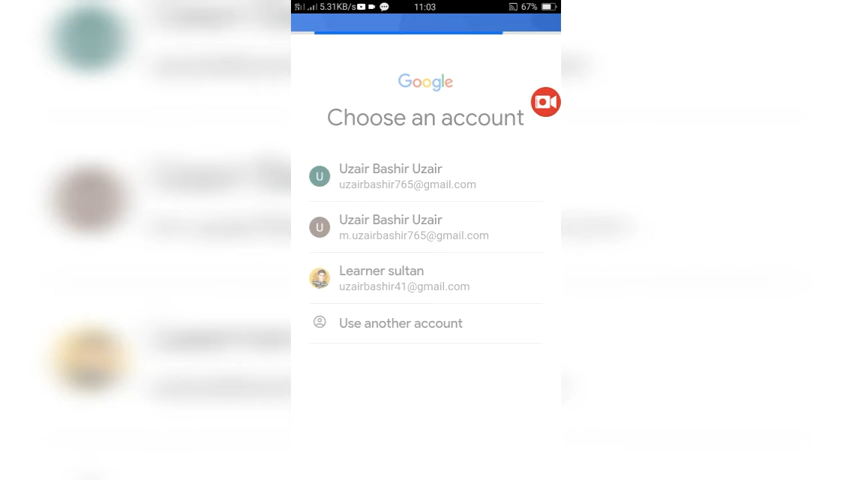 5.31KB/s 11:03 67%
Google
Choose an account
U Uzair Bashir Uzair
uzairbashir765@gmail.com
U Uzair Bashir Uzair
m.uzairbashir765@gmail.com
Learner sultan
uzairbashir41@gmail.com
Use another account